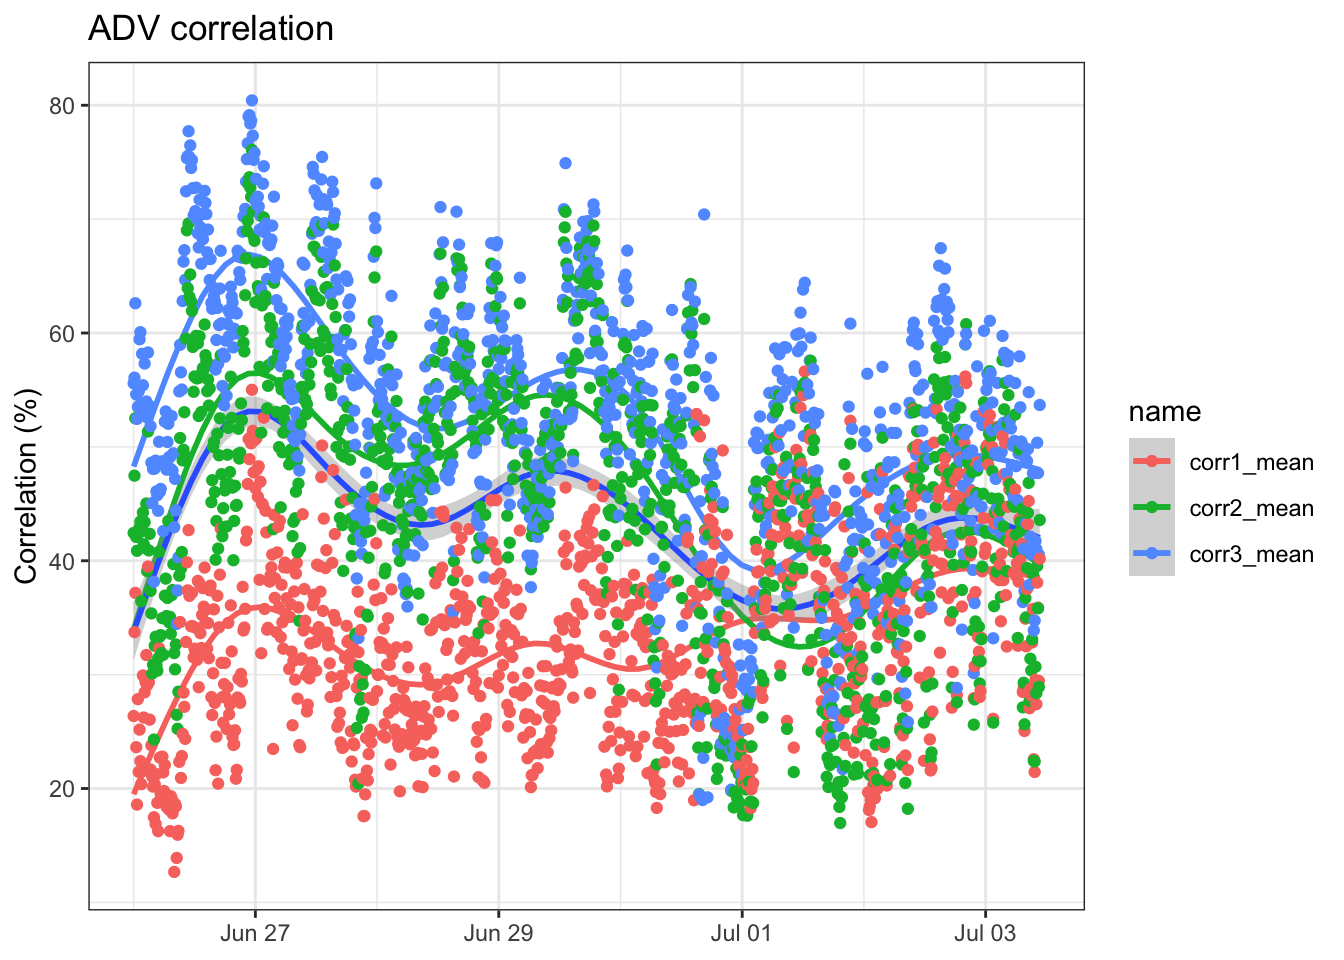 ADV correlation
Correlation (%)
80
60
40
20
Jun 27
Jun 29
Jul 01
Jul 03
name
corr1_mean
corr2_mean
corr3_mean